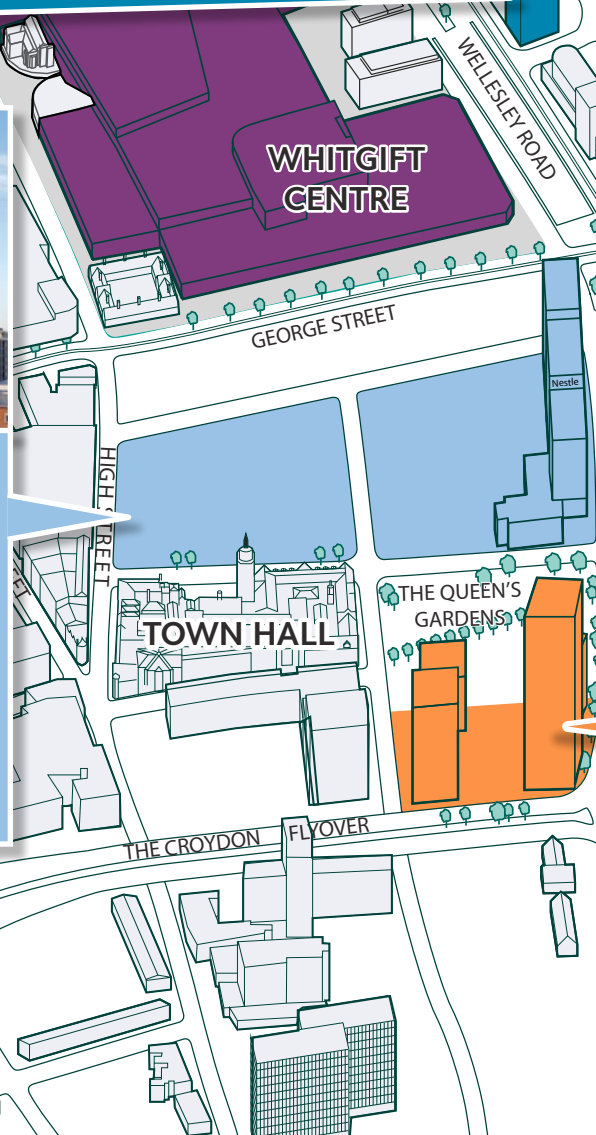 WELLESLEY ROAD
WHITGIFT
CENTRE
GEORGE STREET
Nestle
HIGH STREET
THE QUEEN'S
GARDENS
TOWN HALL
THE CROYDON FLYOVER